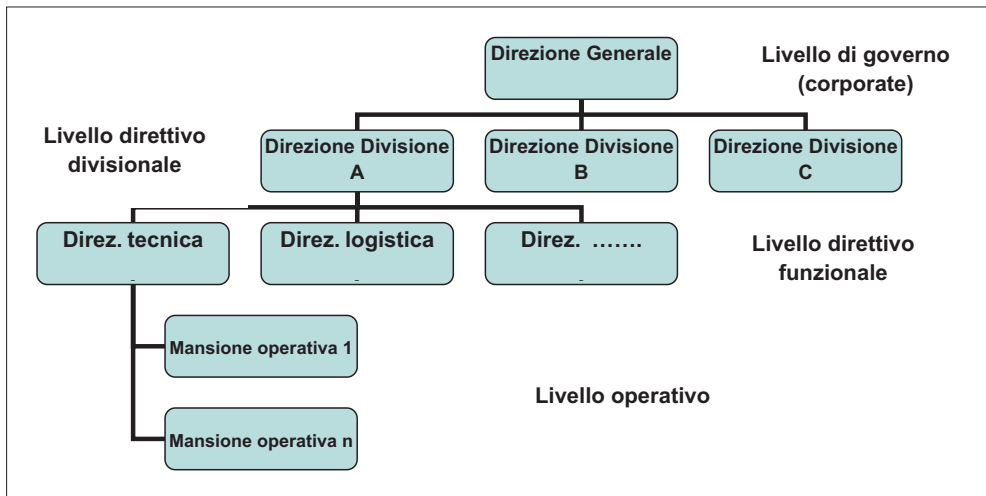 Direzione Generale
Livello di governo
(corporate)
Livello direttivo
divisionale
Direzione Divisione
A
Direzione Divisione
B
Direzione Divisione
C
Direz. tecnica
-
Direz. logistica
-
Direz. …….
-
Livello direttivo
funzionale
Mansione operativa 1
Livello operativo
Mansione operativa n